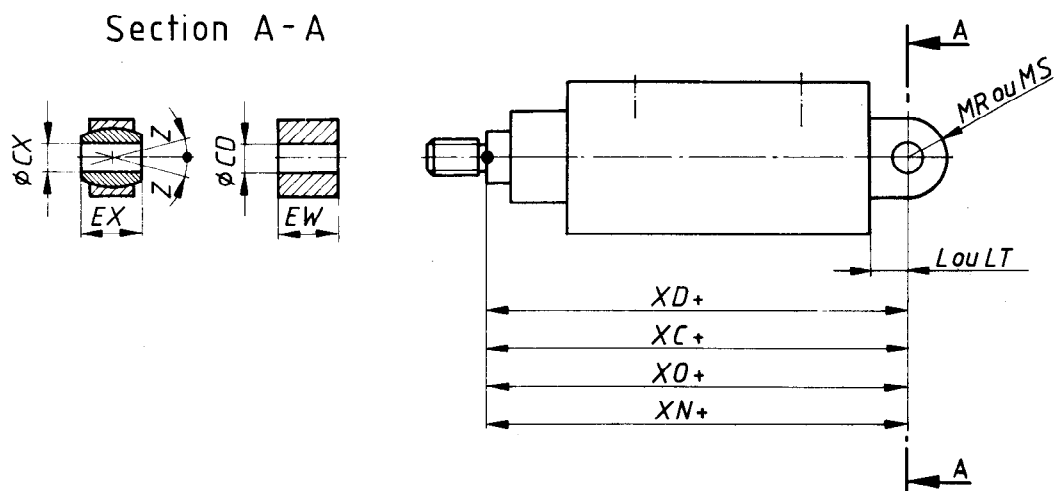 Section A-A
A
MR ou MS
Z
Z
ØCX
EX
ØCD
EW
L ou LT
XD+
XC+
XO+
XN+
A